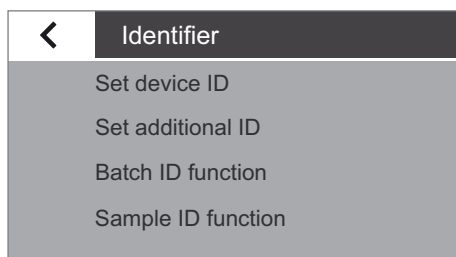 Identifier
Set device ID
Set additional ID
Batch ID function
Sample ID function